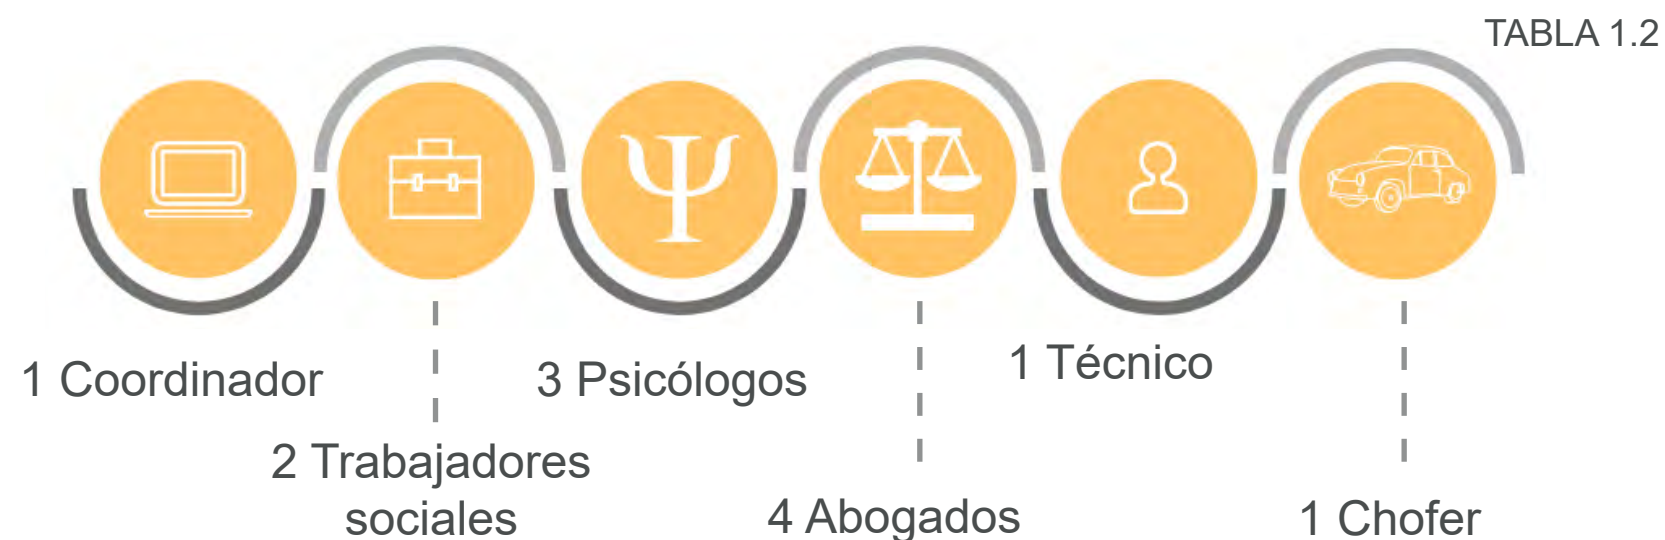 TABLA 1.2
1 Coordinador
2 Trabajadores
sociales
3 Psicólogos
4 Abogados
1 Técnico
1 Chofer